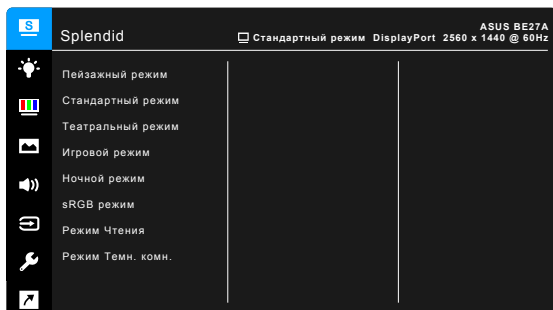 S
Splendid
ASUS BE27A
Стандартный режим DisplayPort 2560 x 1440 @ 60Hz
Пейзажный режим
Стандартный режим
Театральный режим
Игровой режим
Ночной режим
sRGB режим
Режим Чтения
Режим Темн. комн.